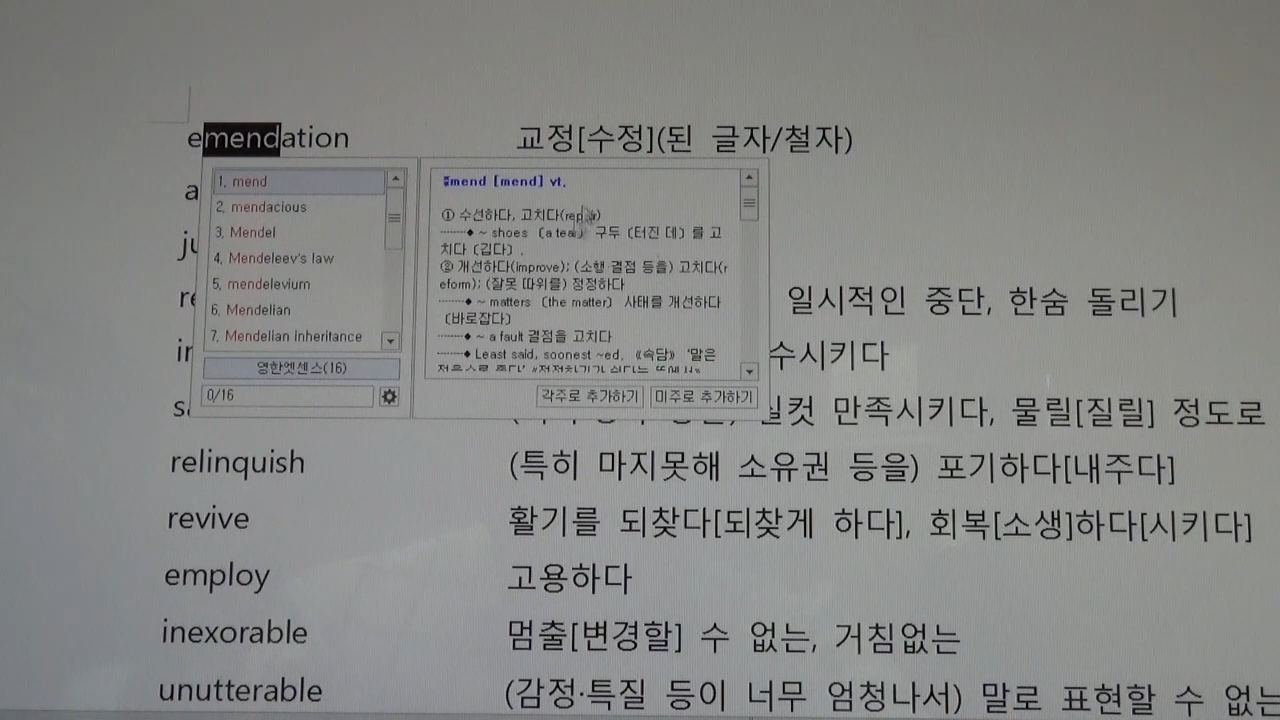 emendation 교정[수정](된 글자/철자)
1, mend
2, mendacious
3, Mendel
4, Mendeleev's law
5, mendelevium
6, Mendelian
7, Mendelian inheritance
영한엣센스(16)
0/16
mend [mend] vt.
① 수선하다, 고치다(repair)
~ shoes 〔a tear〕 구두 〔터진 데〕를 고
치다〔깁다〕.
② 개선하다(improve); (소행 결점 등을) 고치다(r
eform); (잘못 따위를) 정정하다
~ matters 〔the matter〕 사태를 개선하다
〔바로잡다〕
~ a fault 결점을 고치다
Least said, soonest ~ed. 《속담》 '말은
각주로 추가하기 미주로 추가하기
a
ju
re 일시적인 중단, 한숨 돌리기
in 수시키다
만족시키다, 물릴[질릴] 정도로
relinquish (특히 마지못해 소유권 등을) 포기하다[내주다]
revive 활기를 되찾다[되찾게 하다], 회복[소생]하다[시키다]
employ 고용하다
inexorable 멈출[변경할] 수 없는, 거침없는
unutterable (감정·특질 등이 너무 엄청나서) 말로 표현할 수 없는